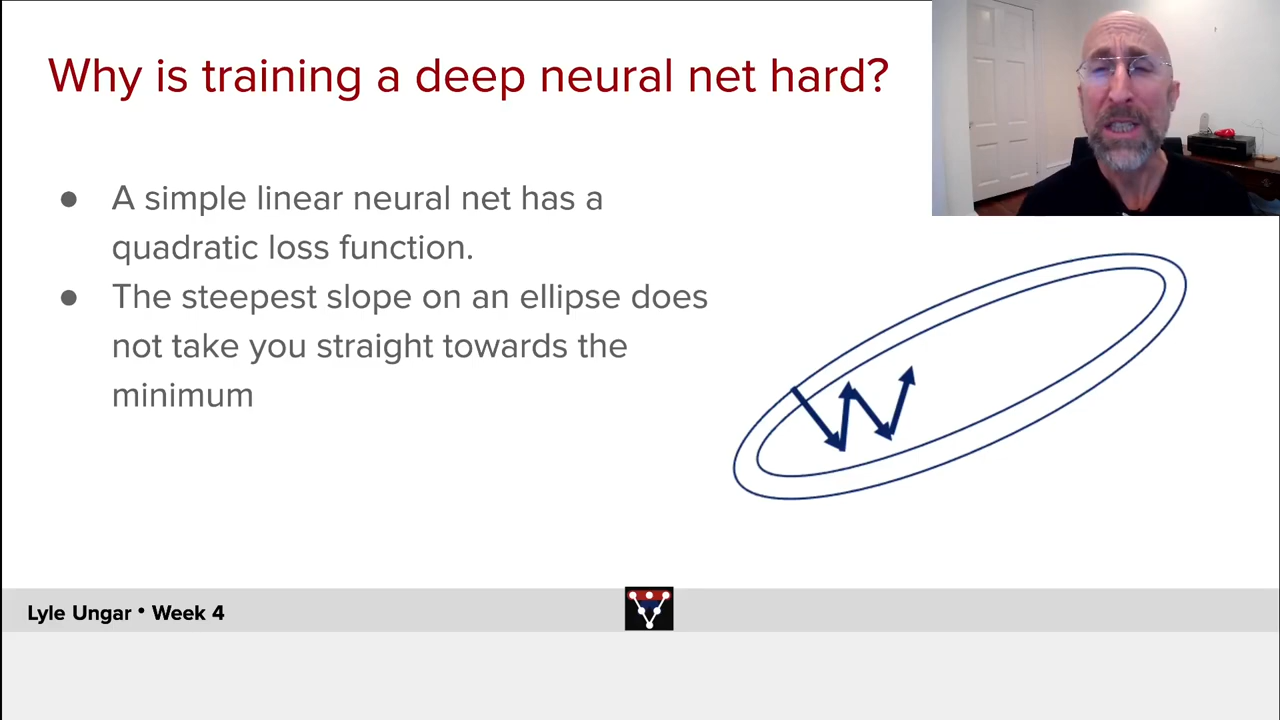 Why is training a deep neural net hard?
● A simple linear neural net has a
quadratic loss function.
● The steepest slope on an ellipse does
not take you straight towards the
minimum
Lyle Ungar • Week 4